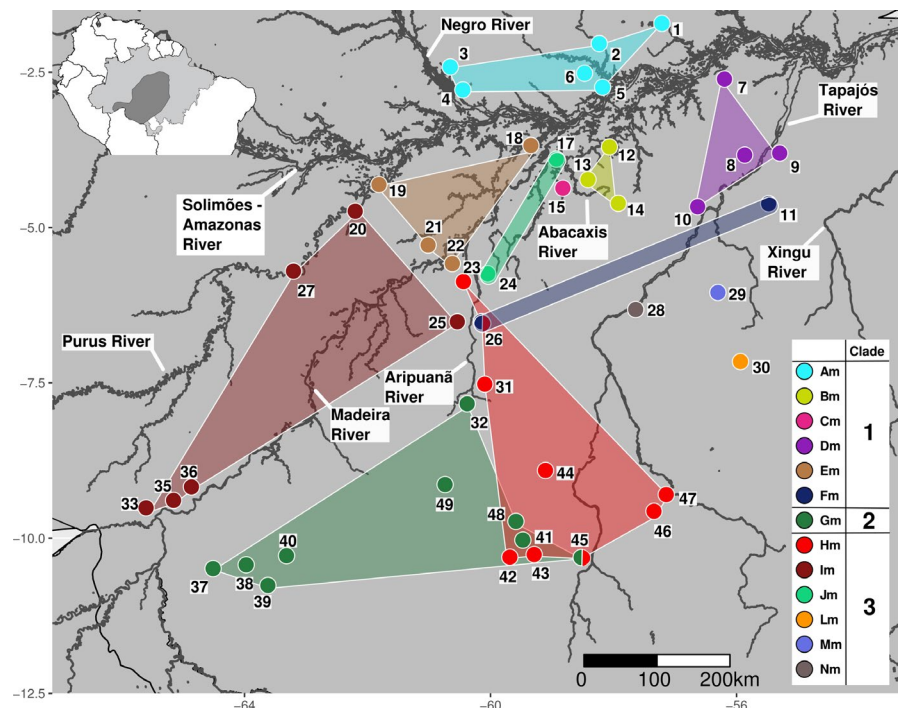 Negro River
1
2
3
4
5
6
Tapajós
River
7
8
9
10
11
17
18
12
13
14
15
Solimões -
Amazonas
River
19
20
21
22
23
24
Abacaxis
River
Xingu
River
27
25
26
28
29
30
Purus River
Aripuanã
River
Madeira
River
31
32
33
35
36
44
47
46
49
48
41
45
42
43
37
38
39
40
Clade
Am
Bm
Cm
Dm
Em
Fm
1
Gm
2
Hm
Im
Jm
Lm
Mm
Nm
3
0 100 200km
−2.5
−5.0
−7.5
−10.0
−12.5
−64
−60
−56